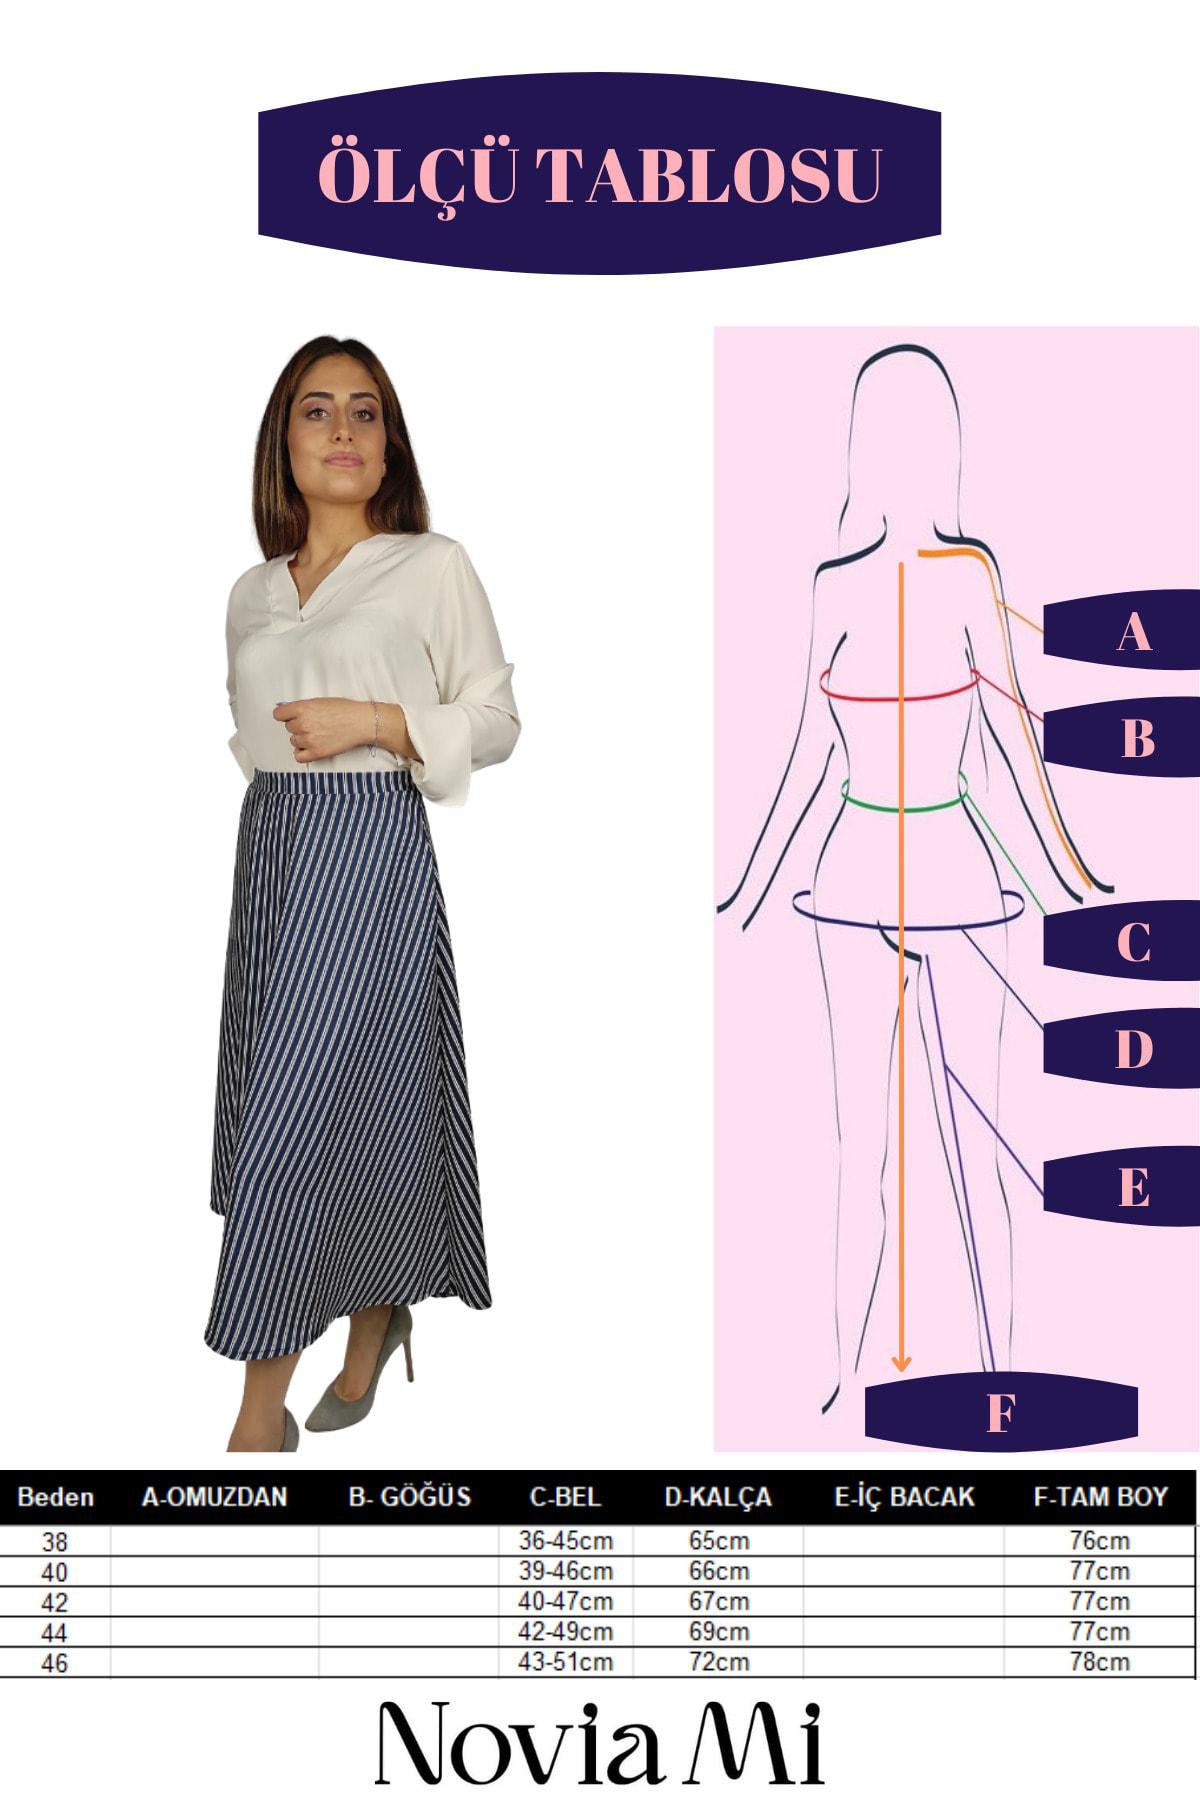 ÖLÇÜ TABLOSU
A
B
C
D
E
F
Beden A-OMUZDAN B- GÖĞÜS C-BEL D-KALÇA E-İÇ BACAK F-TAM BOY
38 36-45cm 65cm 76cm
40 39-46cm 66cm 77cm
42 40-47cm 67cm 77cm
44 42-49cm 69cm 77cm
46 43-51cm 72cm 78cm
Novia Mi